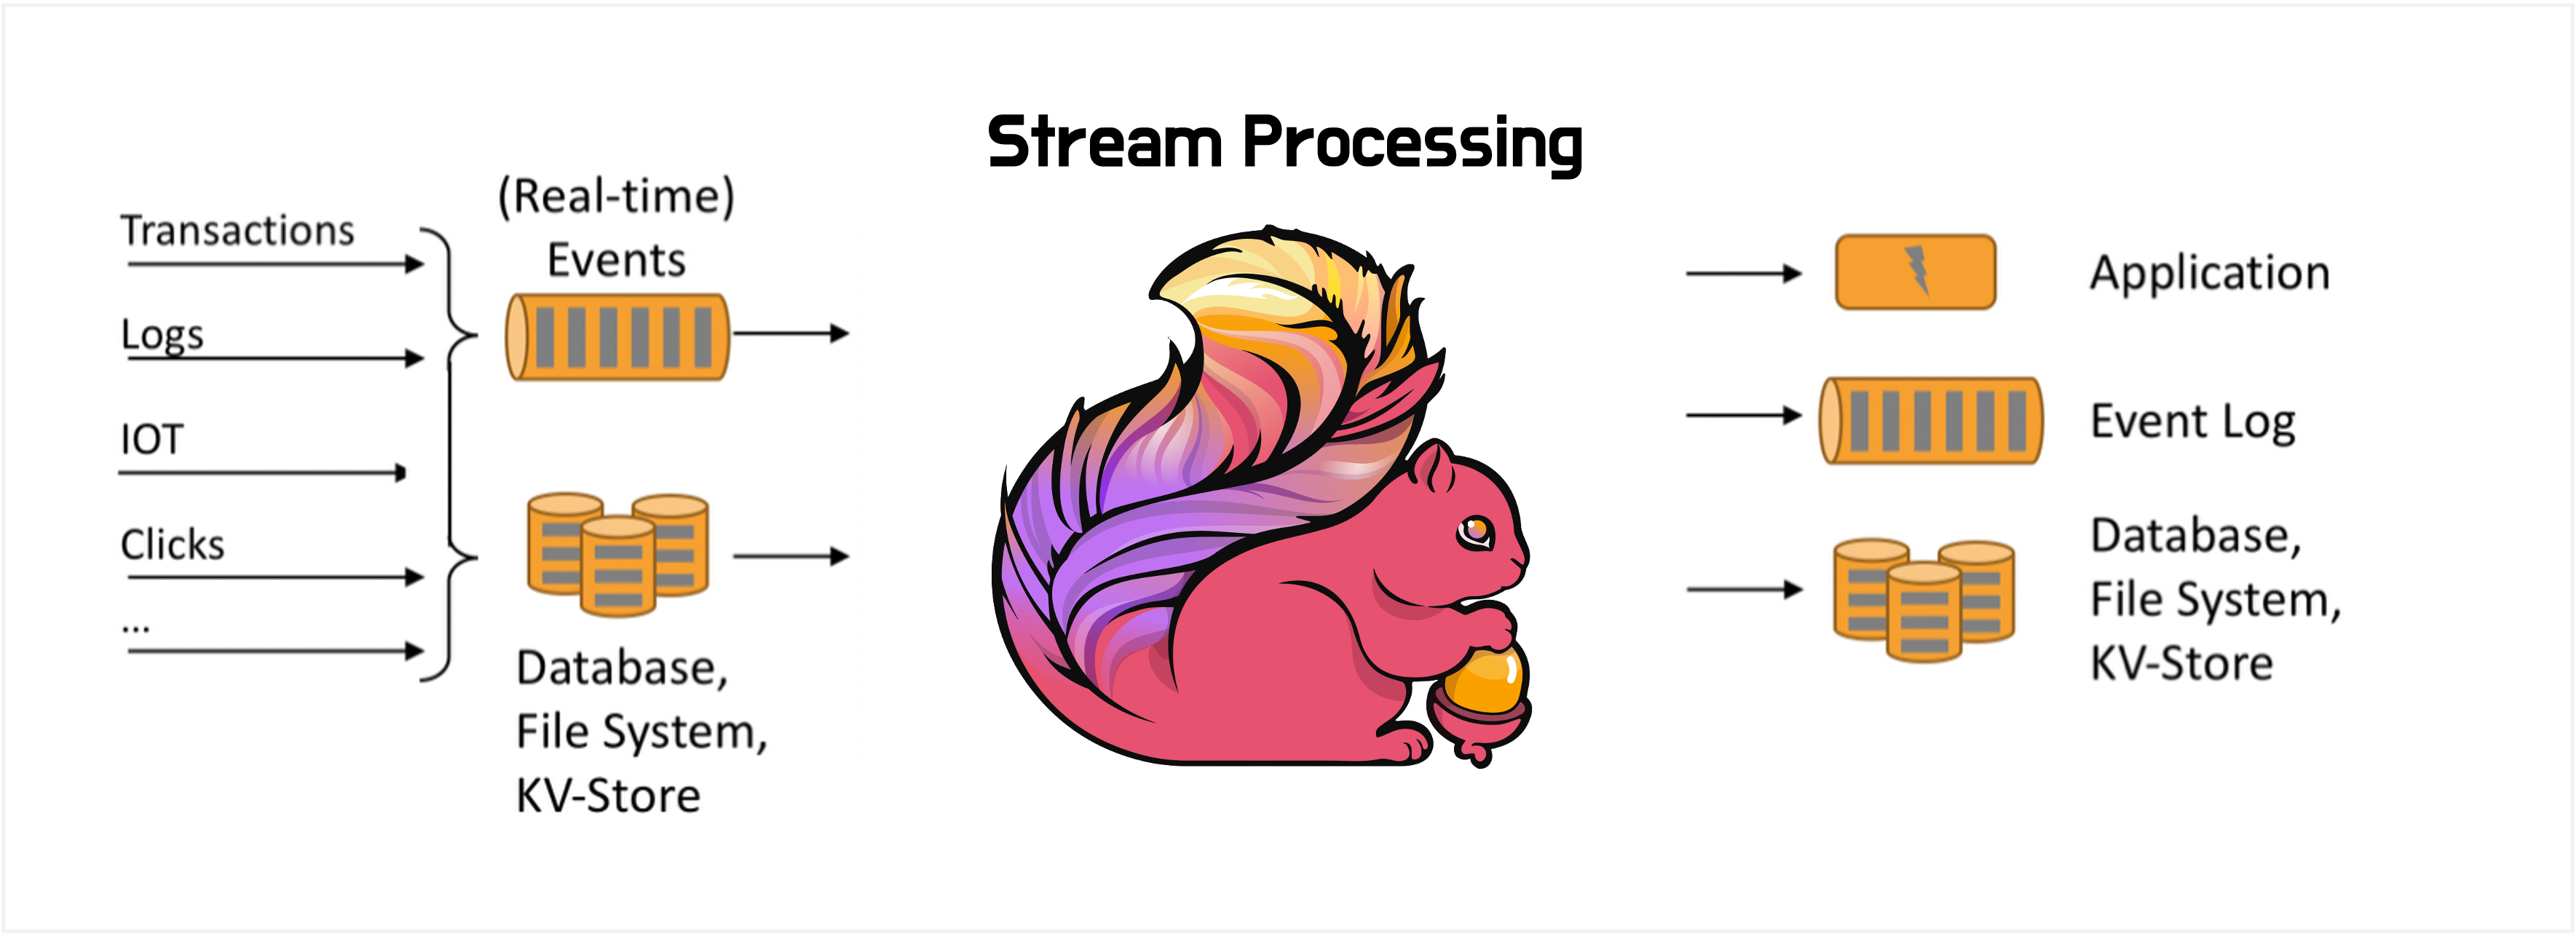 Stream Processing
Transactions
Logs
IOT
Clicks
...
(Real-time)
Events
Database,
File System,
KV-Store
Application
Event Log
Database,
File System,
KV-Store